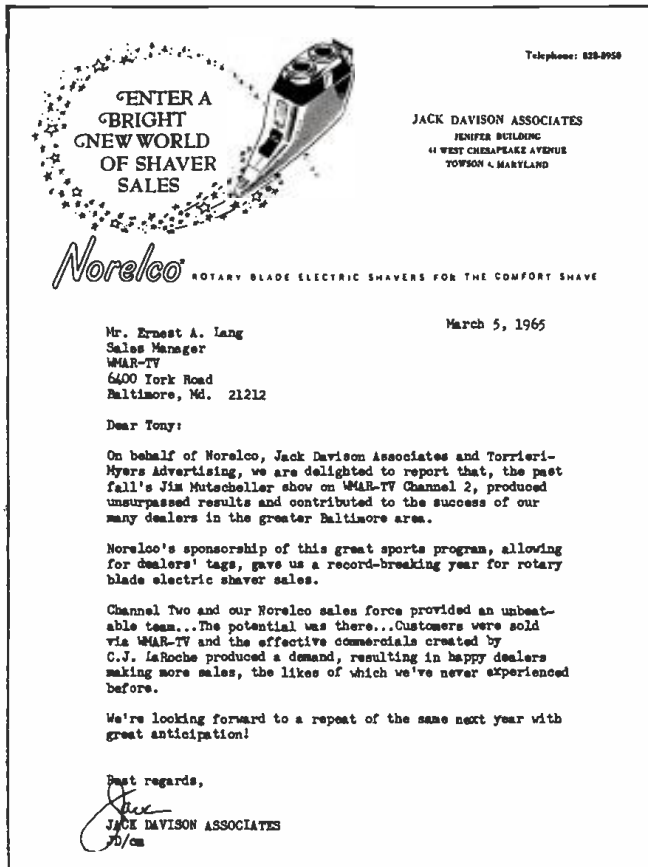 Telephone: 828-8950
ENTER A
BRIGHT
NEW WORLD
OF SHAVER
SALES
JACK DAVISON ASSOCIATES
JENIFER BUILDING
41 WEST CHESAPEAKE AVENUE
TOWSON 4, MARYLAND
Norelco ROTARY BLADE ELECTRIC SHAVERS FOR THE COMFORT SHAVE
March 5, 1965
Mr. Ernest A. Lang
Sales Manager
WMAR-TV
6400 York Road
Baltimore, Md. 21212
Dear Tony:
On behalf of Norelco, Jack Davison Associates and Torrieri-
Myers Advertising, we are delighted to report that, the past
fall's Jim Mutscheller show on WMAR-TV Channel 2, produced
unsurpassed results and contributed to the success of our
many dealers in the greater Baltimore area.
Norelco's sponsorship of this great sports program, allowing
for dealers' tags, gave us a record-breaking year for rotary
blade electric shaver sales.
Channel Two and our Norelco sales force provided an unbeat-
able team...The potential was there...Customers were sold
via WMAR-TV and the effective commercials created by
C.J. LaRoche produced a demand, resulting in happy dealers
making more sales, the likes of which we've never experienced
before.
We're looking forward to a repeat of the same next year with
great anticipation!
Best regards,
Jack
JACK DAVISON ASSOCIATES
JD/cm